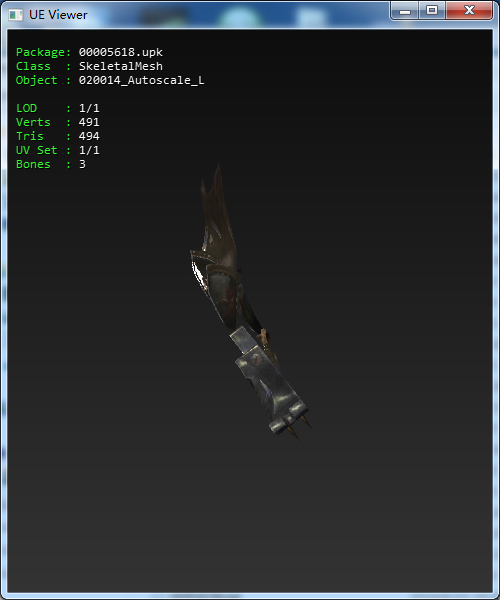 UE Viewer
Package: 00005618.upk
Class : SkeletalMesh
Object : 020014_Autoscale_L
LOD : 1/1
Verts : 491
Tris : 494
UV Set : 1/1
Bones : 3